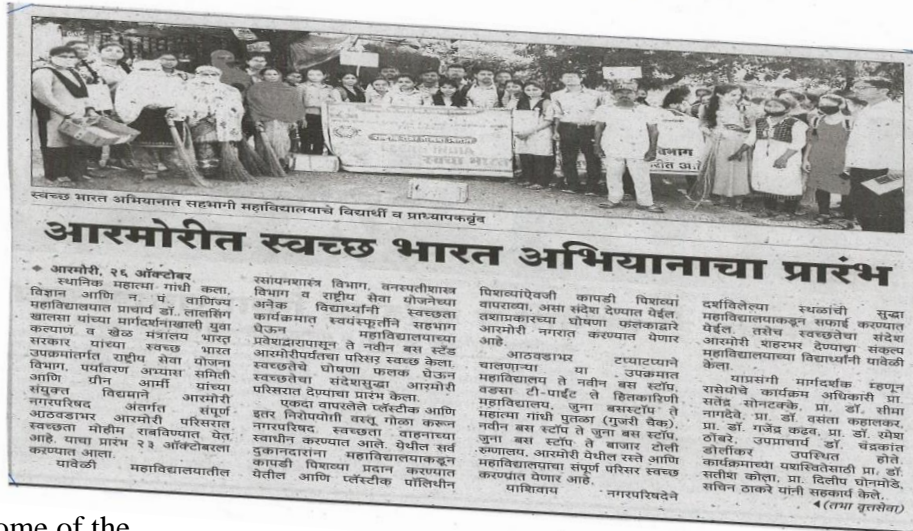 स्वच्छ भारत
विभाग
स्वच्छ भारत अभियानात सहभागी महाविद्यालयाचे विद्यार्थी व प्राध्यापकवृंद
आरमोरीत स्वच्छ भारत अभियानाचा प्रारंभ
आरमोरी, २६ ऑक्टोबर
स्थानिक महात्मा गांधी कला,
विज्ञान आणि न. पं. वाणिज्य
महाविद्यालयात प्राचार्य डॉ. लालसिंग
खालसा यांच्या मार्गदर्शनाखाली युवा
कल्याण व खेळ मंत्रालय भारत
सरकार यांच्या स्वच्छ भारत
उपक्रमांतर्गत राष्ट्रीय सेवा योजना
विभाग, पर्यावरण अभ्यास समिती
आणि ग्रीन आर्मी यांच्या
संयुक्त विद्यमाने आरमोरी
नगरपरिषद अंतर्गत संपूर्ण
आठवडाभर आरमोरी परिसरात
स्वच्छता मोहीम राबविण्यात येत
आहे. याचा प्रारंभ २३ ऑक्टोबरला
करण्यात आला.
यावेळी महाविद्यालयातील
रसायनशास्त्र विभाग, वनस्पतीशास्त्र
विभाग व राष्ट्रीय सेवा योजनेच्या
अनेक विद्यार्थ्यांनी स्वच्छता
कार्यक्रमात स्वयंस्फूर्तीने सहभाग
घेऊन महाविद्यालयाच्या
प्रवेशद्वारापासून ते नवीन बस स्टँड
आरमोरीपर्यंतचा परिसर स्वच्छ केला.
स्वच्छतेचे घोषणा फलक घेऊन
स्वच्छतेचा संदेशसुद्धा आरमोरी
परिसरात देण्याचा प्रारंभ केला.
एकदा वापरलेले प्लॅस्टीक आणि
इतर निरोपयोगी वस्तू गोळा करून
नगरपरिषद स्वच्छता वाहनाच्या
स्वाधीन करण्यात आले. येथील सर्व
दुकानदारांना महाविद्यालयाकडून
कापडी पिशव्या प्रदान करण्यात
येतील आणि प्लॅस्टीक पॉलिथीन
पिशव्यांऐवजी कापडी पिशव्या
वापराव्या, असा संदेश देण्यात येईल.
तशाप्रकारच्या घोषणा फलकाद्वारे
आरमोरी नगरात करण्यात येणार
आहे.
आठवडाभर टप्याटप्याने
चालणाऱ्या या उपक्रमात
महाविद्यालय ते नवीन बस स्टॉप,
वडसा टी-पाईट ते हितकारिणी
महाविद्यालय, जुना बसस्टॉप ते
महात्मा गांधी पुतळा (गुजरी चैक).
नवीन बस स्टॉप ते जुना बस स्टॉप,
जुना बस स्टॉप ते बाजार टोली
रुग्णालय, आरमोरी येथील रस्ते आणि
महाविद्यालयाचा संपूर्ण परिसर स्वच्छ
करण्यात येणार आहे.
याशिवाय नगरपरिषदेने
दर्शविलेल्या स्थळांची सुद्धा
महाविद्यालयाकडून सफाई करण्यात
येईल. तसेच स्वच्छतेचा संदेश
आरमोरी शहरभर देण्याचा संकल्प
महाविद्यालयाच्या विद्यार्थ्यांनी यावेळी
केला.
याप्रसंगी मार्गदर्शक म्हणून
रासेयोचे कार्यक्रम अधिकारी प्रा.
सतेंद्र सोनटक्के, प्रा. डॉ. सीमा
नागदेवे, प्रा. डॉ. वसंता कहालकर,
प्रा. डॉ. गजेंद्र कढव, प्रा. डॉ. रमेश
ठोंबरे, उपप्राचार्य डॉ. चंद्रकांत
डोर्लीकर उपस्थित होते.
कार्यक्रमाच्या यशस्वितेसाठी प्रा. डॉ.
सतीश कोला, प्रा. दिलीप घोनमोडे,
सचिन ठाकरे यांनी सहकार्य केले.
(तभा वृत्तसेवा)
ome of the